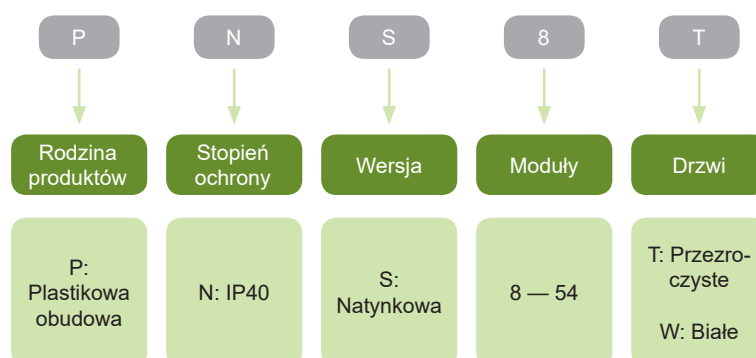 P
N
S
8
T
Rodzina
produktów
Stopień
ochrony
Wersja
Moduły
Drzwi
P:
Plastikowa
obudowa
N: IP40
S:
Natynkowa
8 — 54
T: Przezro-
czyste
W: Białe